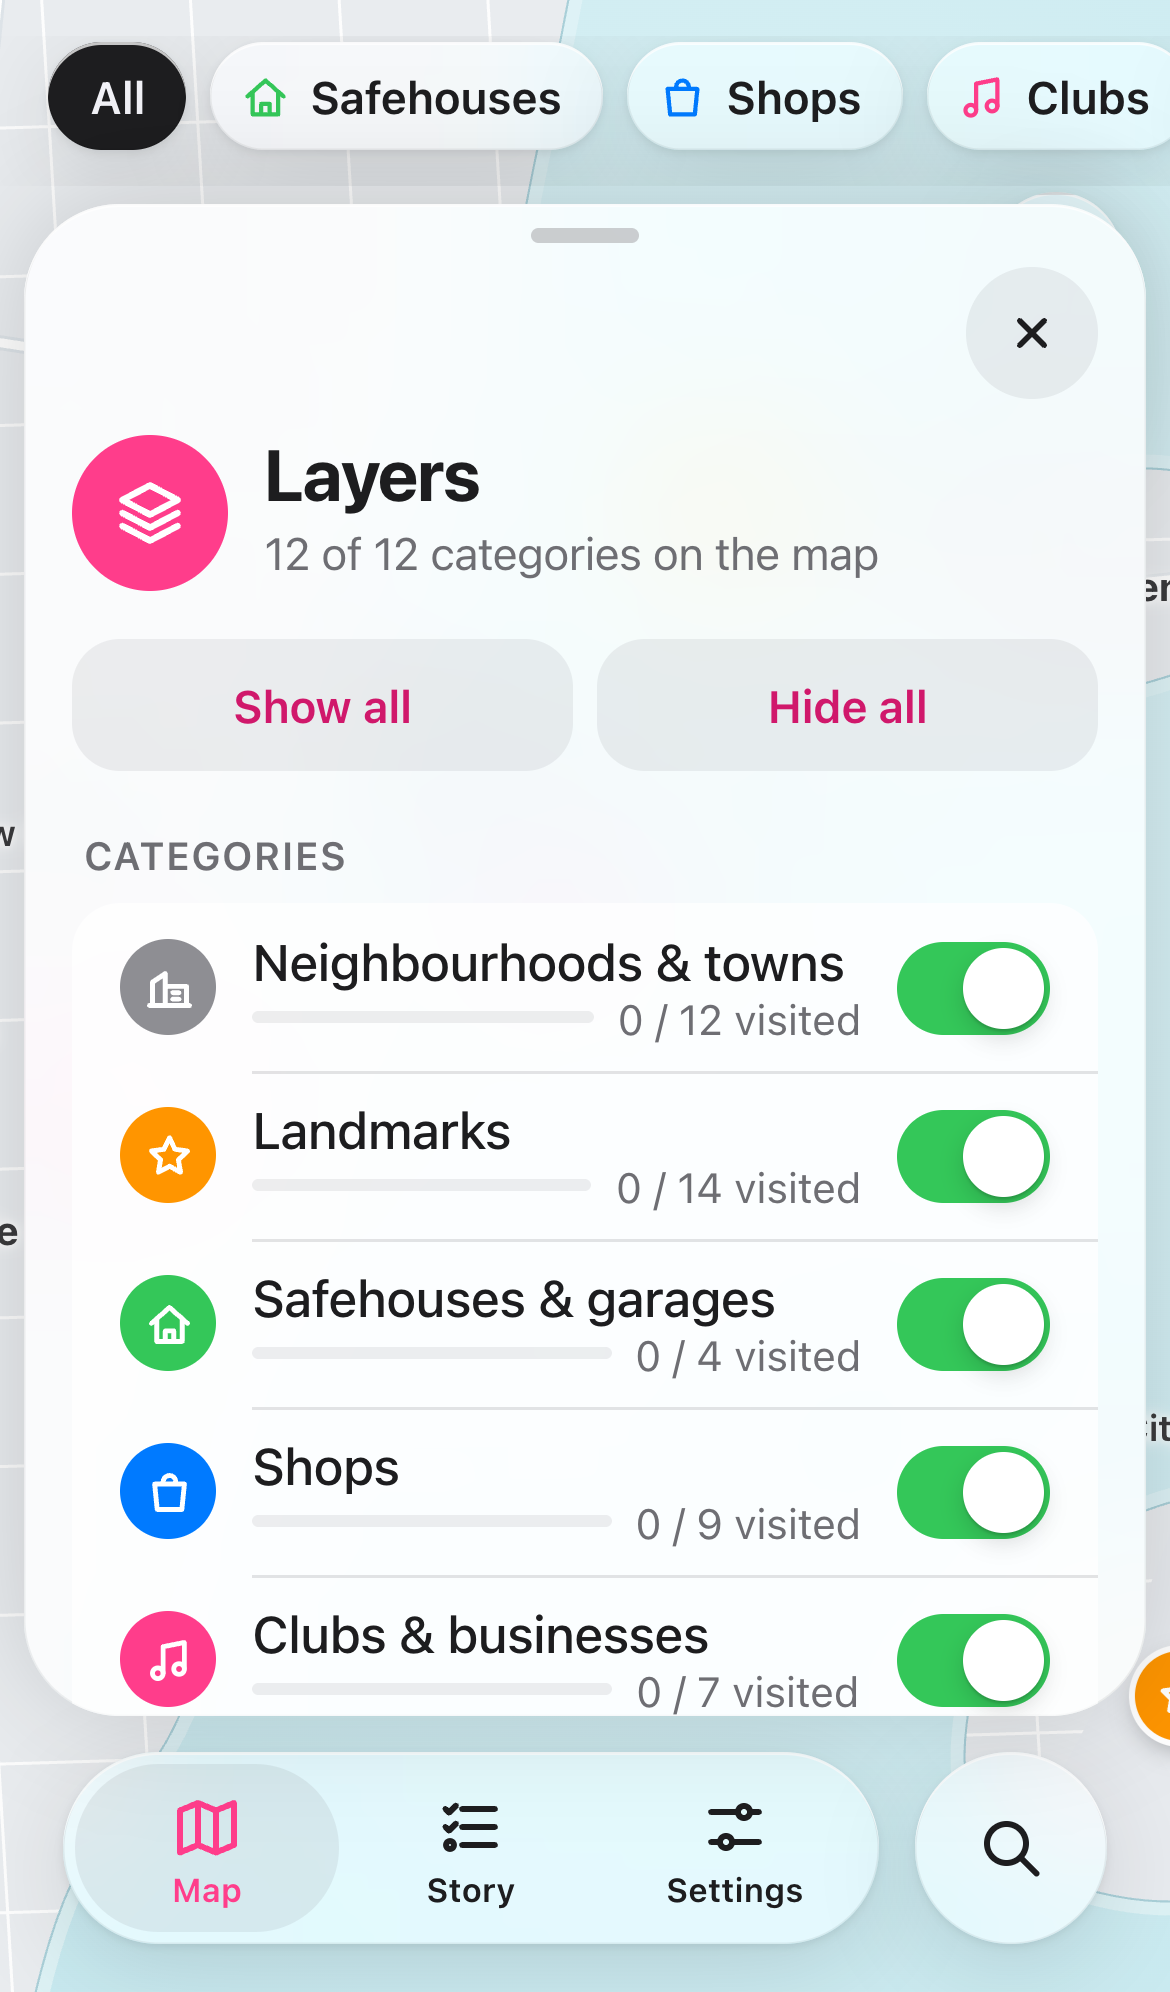 All
Safehouses
Shops
Clubs
Layers
12 of 12 categories on the map
Show all
Hide all
CATEGORIES
Neighbourhoods & towns
0 / 12 visited
Landmarks
0 / 14 visited
Safehouses & garages
0 / 4 visited
Shops
0 / 9 visited
Clubs & businesses
0 / 7 visited
Map
Story
Settings